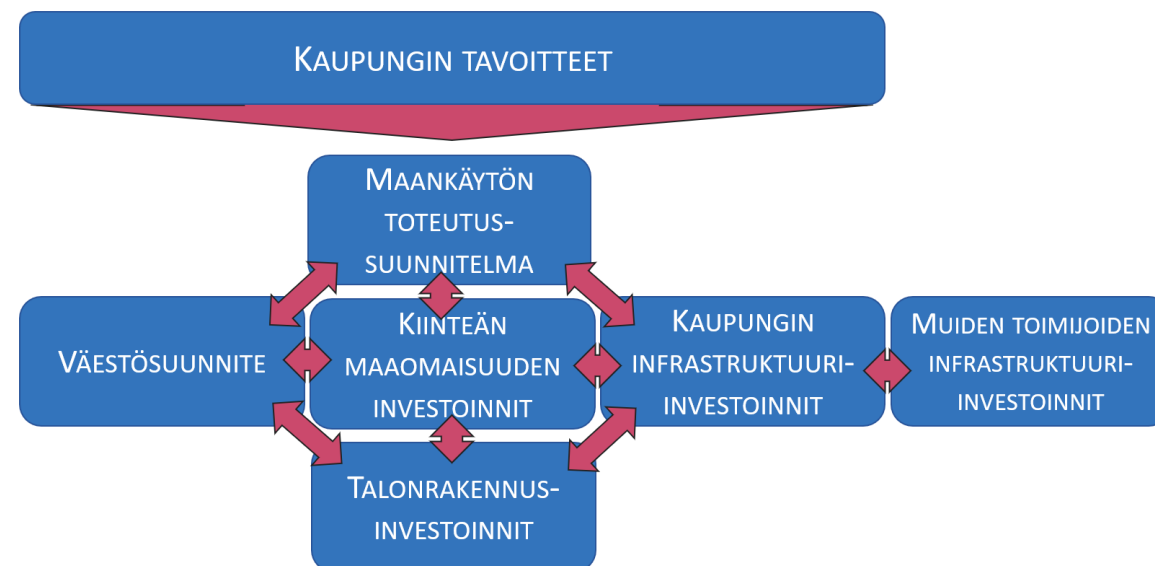 KAUPUNGIN TAVOITTEET
MAANKÄYTÖN
TOTEUTUS-
SUUNNITELMA
VÄESTÖSUUNNITE
KIINTEÄN
MAAOMAISUUDEN
INVESTOINNIT
KAUPUNGIN
INFRASTRUKTUURI-
INVESTOINNIT
MUIDEN TOIMIJOIDEN
INFRASTRUKTUURI-
INVESTOINNIT
TALONRAKENNUS-
INVESTOINNIT